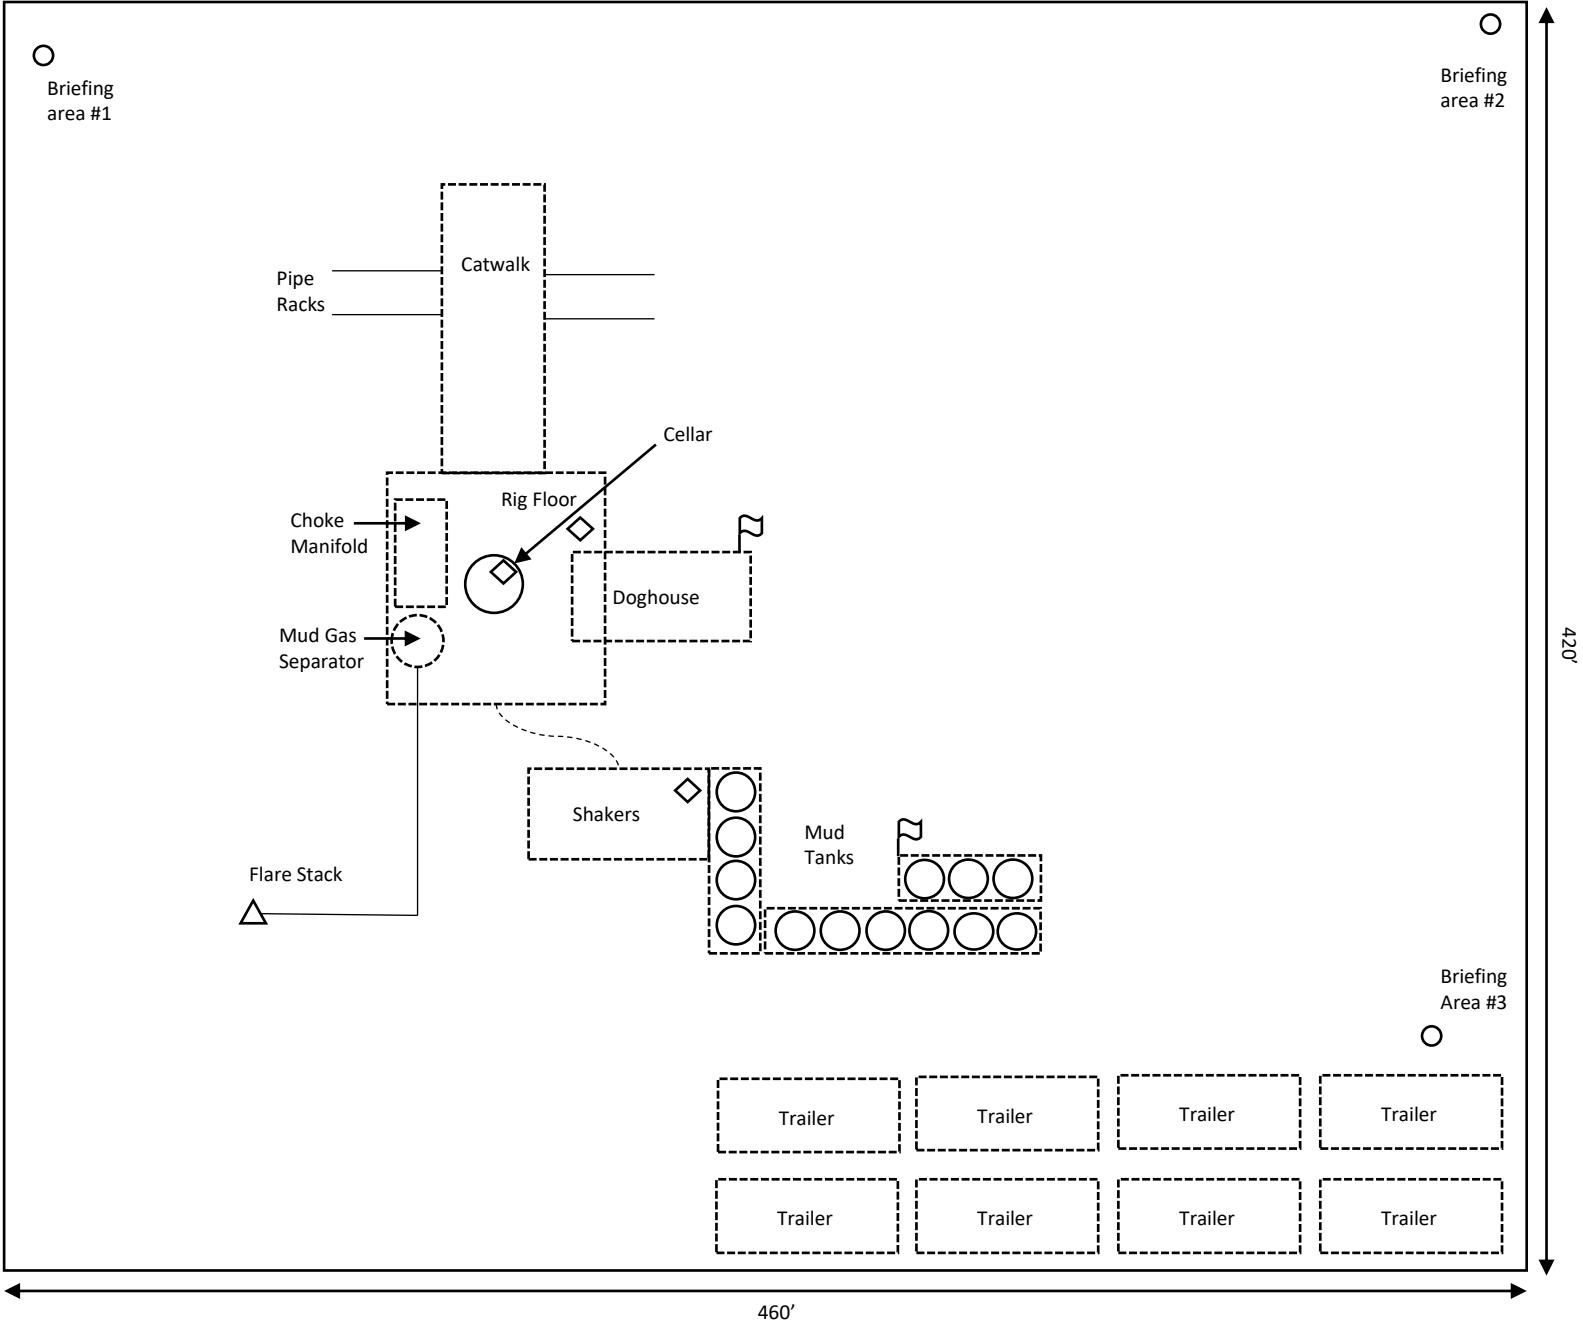 Briefing
area #1
Briefing
area #2
Pipe
Racks
Catwalk
Cellar
Rig Floor
Choke
Manifold
Doghouse
Mud Gas
Separator
420’
Shakers
Mud
Tanks
Flare Stack
Briefing
Area #3
Trailer
Trailer
Trailer
Trailer
Trailer
Trailer
Trailer
Trailer
460’